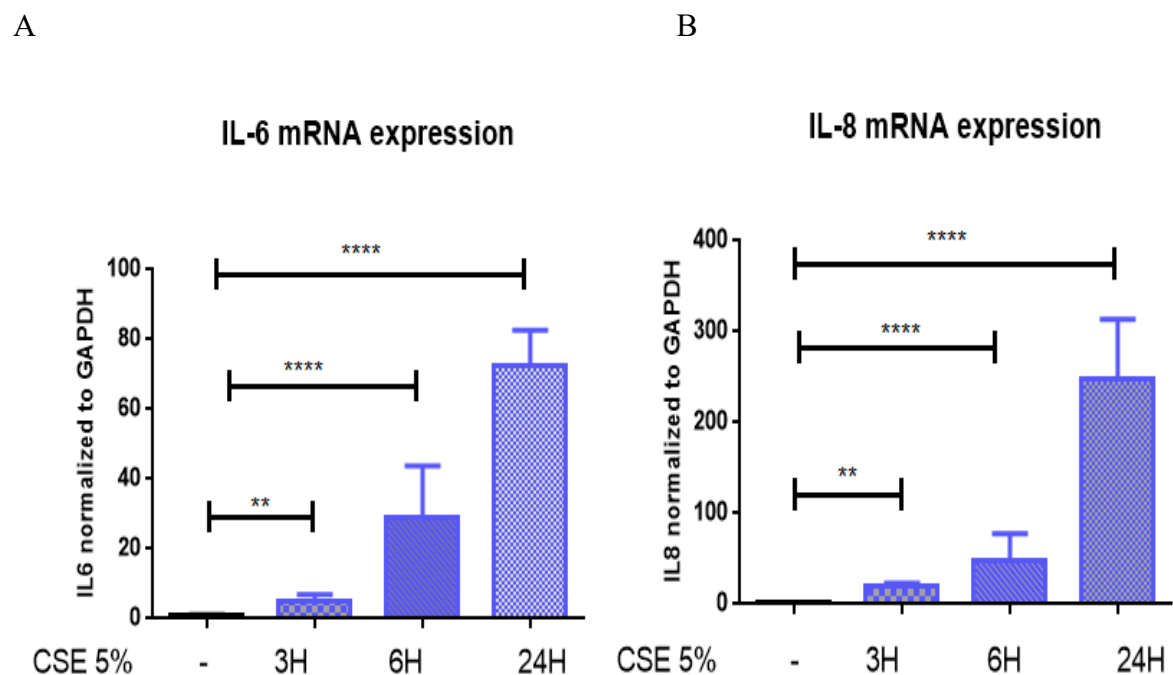 A
B
IL-6 mRNA expression
IL-8 mRNA expression
IL6 normalized to GAPDH
100
80
60
40
20
0
****
****
**
CSE 5% - 3H 6H 24H
IL8 normalized to GAPDH
400
300
200
100
0
****
****
**
CSE 5% - 3H 6H 24H